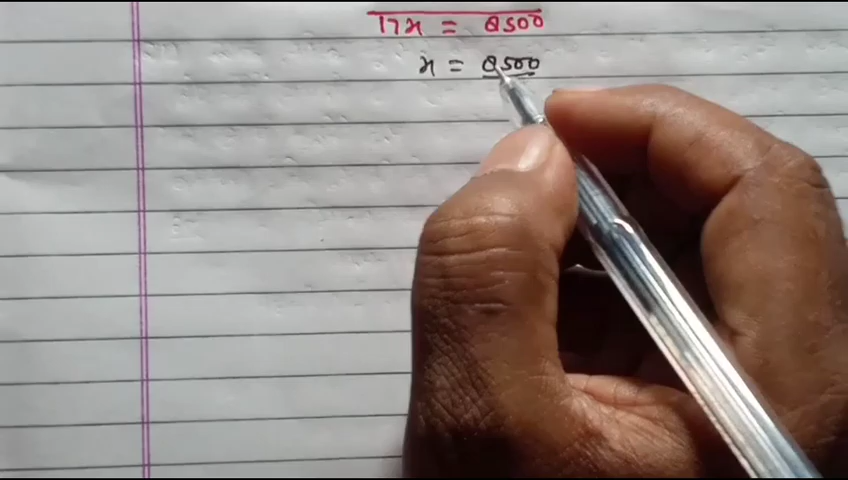 17x = 8500
x = 8500